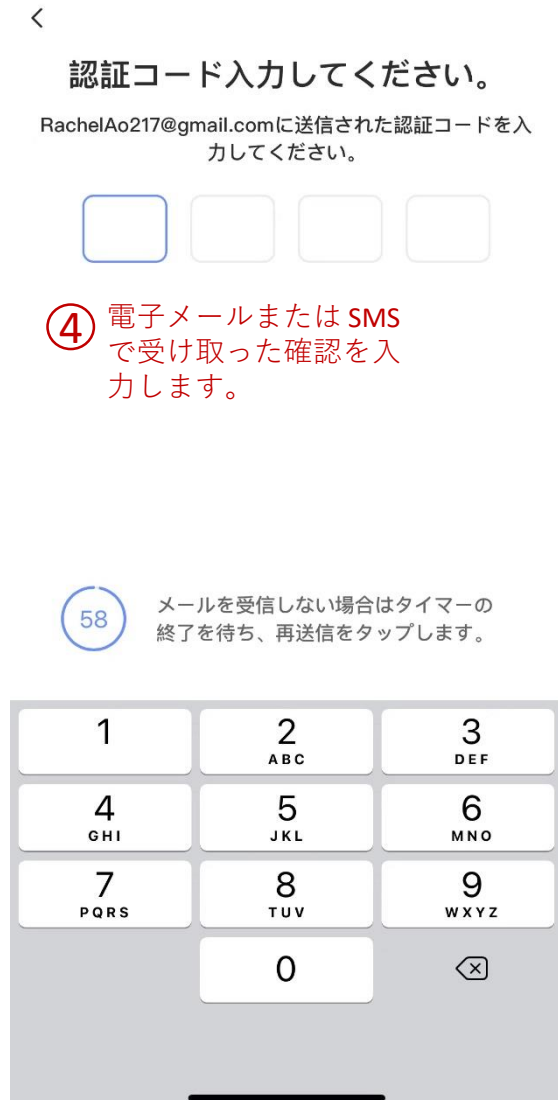 認証コード入力してください。
RachelAo217@gmail.comに送信された認証コードを入
力してください。
④ 電子メールまたは SMS
で受け取った確認を入
力します。
58
メールを受信しない場合はタイマーの
終了を待ち、再送信をタップします。
1 2 3
ABC DEF
4 5 6
GHI JKL MNO
7 8 9
PQRS TUV WXYZ
0